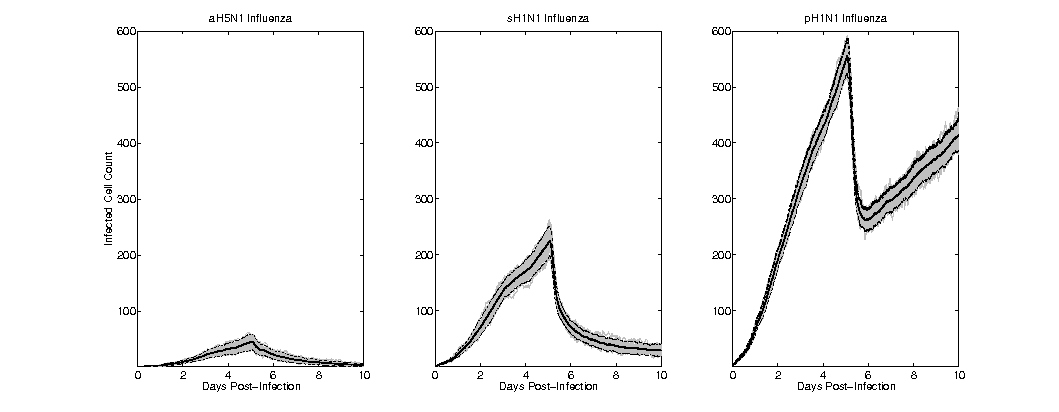 aH5N1 Influenza
600
500
400
300
200
100
0 2 4 6 8 10
Infected Cell Count
Days Post-Infection
sH1N1 Influenza
600
500
400
300
200
100
0 2 4 6 8 10
Days Post-Infection
pH1N1 Influenza
600
500
400
300
200
100
0 2 4 6 8 10
Days Post-Infection